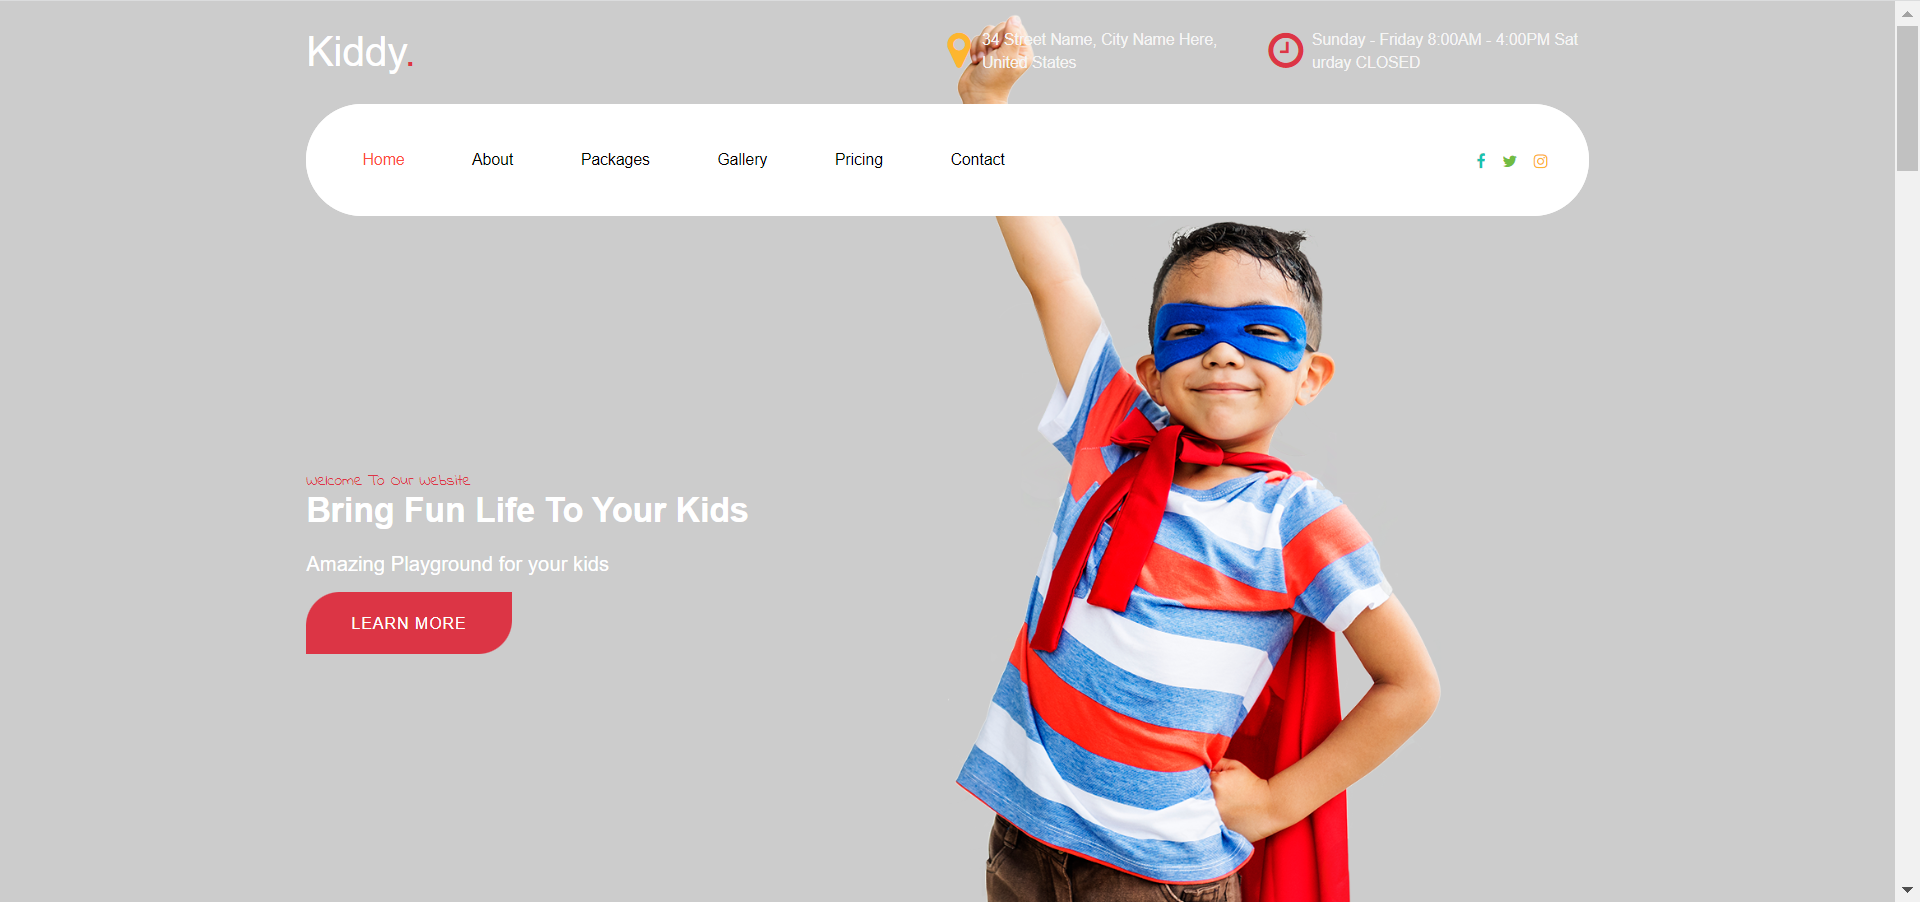 Kiddy.
34 Street Name, City Name Here,
United States
Sunday - Friday 8:00AM - 4:00PM Sat
urday CLOSED
Home
About
Packages
Gallery
Pricing
Contact
Welcome To Our Website
Bring Fun Life To Your Kids
Amazing Playground for your kids
LEARN MORE